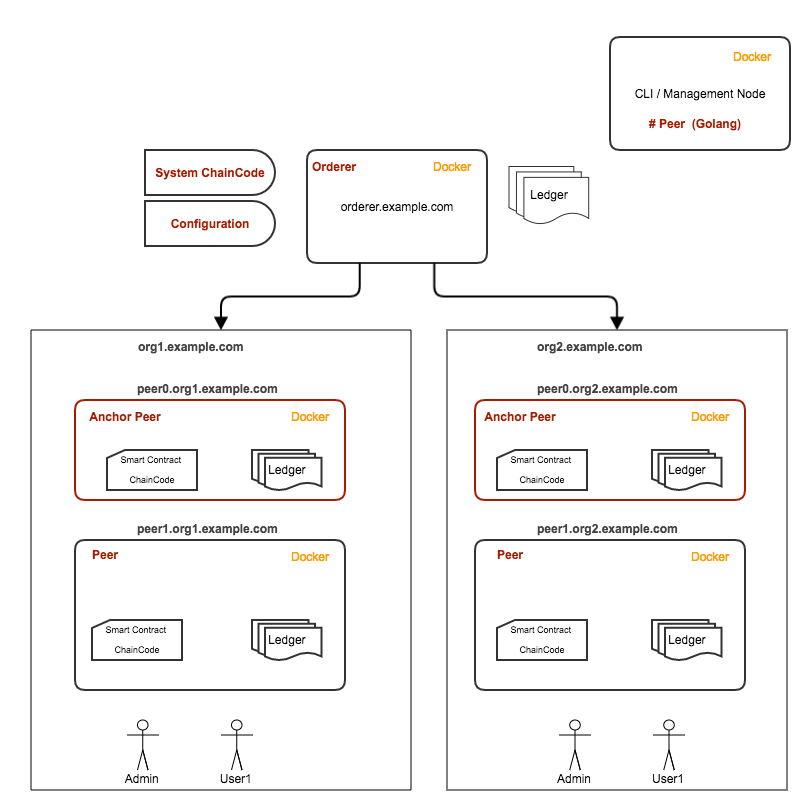 Docker
CLI / Management Node
# Peer (Golang)
System ChainCode
Configuration
Orderer
Docker
orderer.example.com
Ledger
org1.example.com
peer0.org1.example.com
Anchor Peer
Docker
Smart Contract
ChainCode
Ledger
peer1.org1.example.com
Peer
Docker
Smart Contract
ChainCode
Ledger
Admin
User1
org2.example.com
peer0.org2.example.com
Anchor Peer
Docker
Smart Contract
ChainCode
Ledger
peer1.org2.example.com
Peer
Docker
Smart Contract
ChainCode
Ledger
Admin
User1